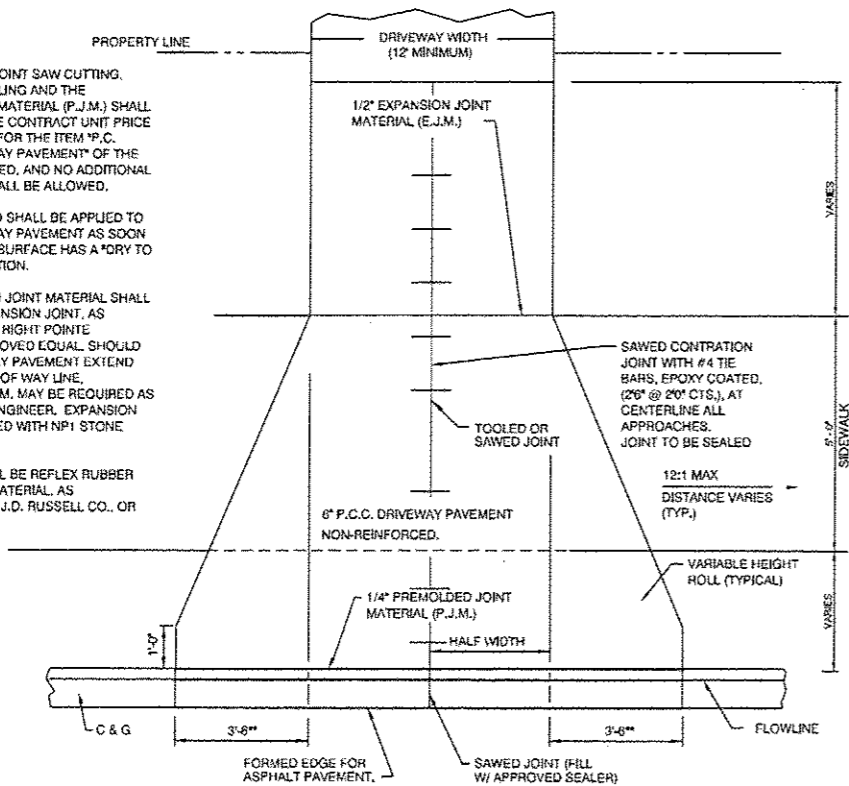 PROPERTY LINE
DRIVEWAY WIDTH
(12' MINIMUM)
JOINT SAW CUTTING,
LING AND THE
MATERIAL (P.J.M.) SHALL
E CONTRACT UNIT PRICE
FOR THE ITEM "P.C.
AY PAVEMENT" OF THE
ED, AND NO ADDITIONAL
ALL BE ALLOWED.
D SHALL BE APPLIED TO
AY PAVEMENT AS SOON
SURFACE HAS A "DRY TO
TION.
JOINT MATERIAL SHALL
ANSION JOINT, AS
RIGHT POINTE
OVED EQUAL. SHOULD
Y PAVEMENT EXTEND
OF WAY LINE,
M. MAY BE REQUIRED AS
NGINEER. EXPANSION
ED WITH NP1 STONE
L BE REFLEX RUBBER
ATERIAL, AS
J.D. RUSSELL CO., OR
1/2" EXPANSION JOINT
MATERIAL (E.J.M.)
VARIES
SAWED CONTRATION
JOINT WITH #4 TIE
BARS, EPOXY COATED,
(2'6" @ 2'0" CTS.), AT
CENTERLINE ALL
APPROACHES.
JOINT TO BE SEALED
TOOLED OR
SAWED JOINT
5'-0"
SIDEWALK
12:1 MAX
DISTANCE VARIES
(TYP.)
6" P.C.C. DRIVEWAY PAVEMENT
NON-REINFORCED.
VARIABLE HEIGHT
ROLL (TYPICAL)
1/4" PREMOLDED JOINT
MATERIAL (P.J.M.)
VARIES
1'-0"
HALF WIDTH
C & G
3'-6"*
3'-6"*
FLOWLINE
FORMED EDGE FOR
ASPHALT PAVEMENT.
SAWED JOINT (FILL
W/ APPROVED SEALER)